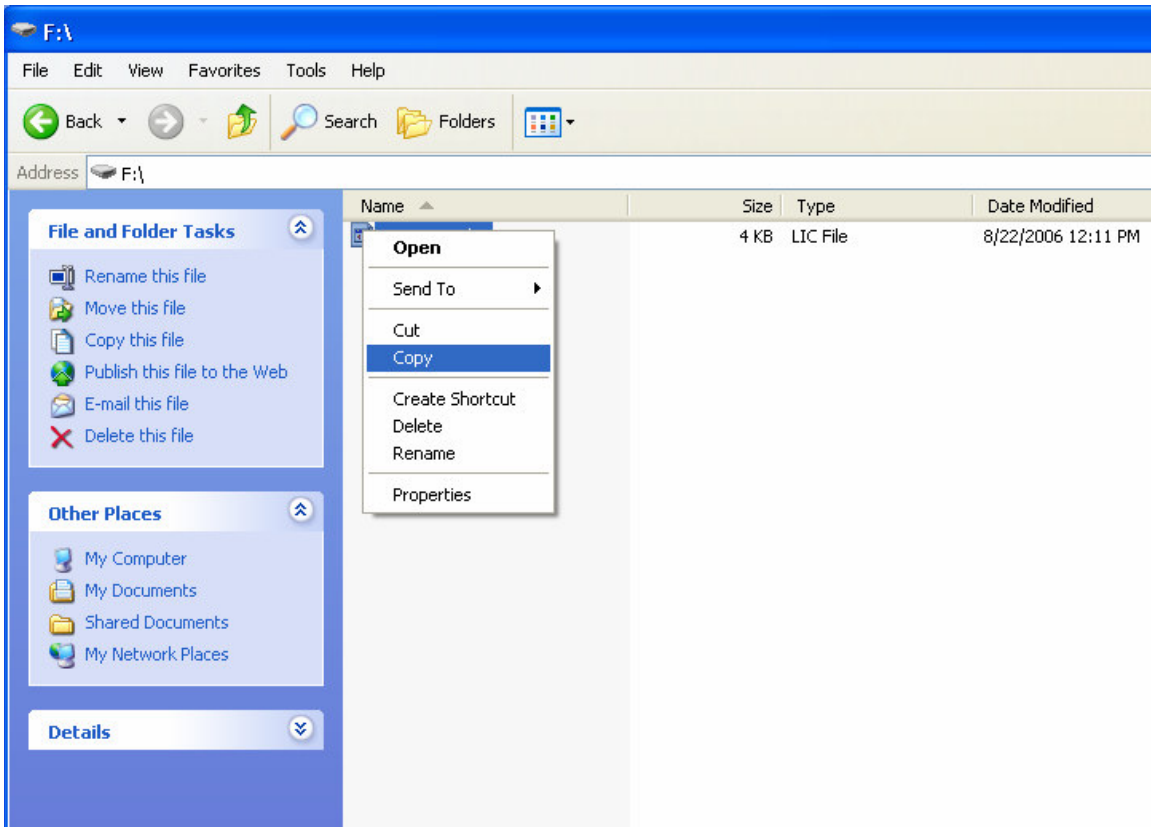 F:\
File Edit View Favorites Tools Help
Back Search Folders
Address F:\
Name Size Type Date Modified
4 KB LIC File 8/22/2006 12:11 PM
File and Folder Tasks
Rename this file
Move this file
Copy this file
Publish this file to the Web
E-mail this file
Delete this file
Other Places
My Computer
My Documents
Shared Documents
My Network Places
Details
Open
Send To
Cut
Copy
Create Shortcut
Delete
Rename
Properties